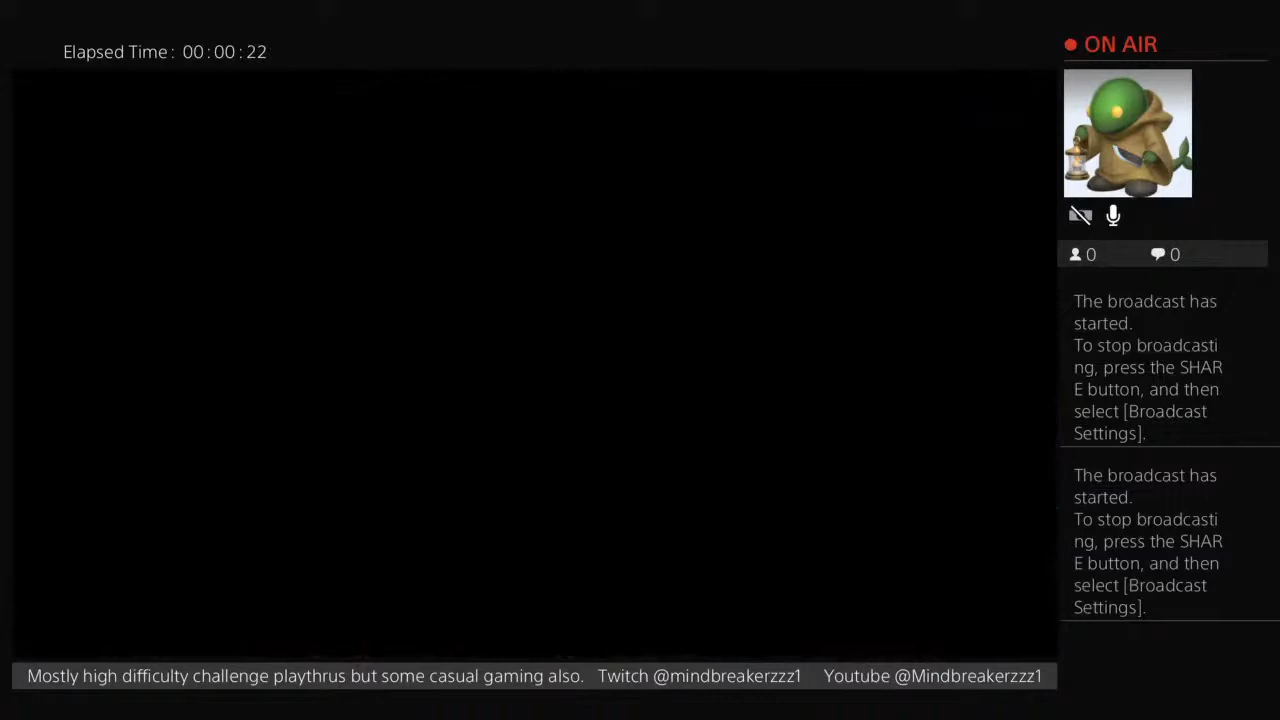 Elapsed Time: 00:00:22
ON AIR
0 0
The broadcast has
started.
To stop broadcasti
ng, press the SHAR
E button, and then
select [Broadcast
Settings].
The broadcast has
started.
To stop broadcasti
ng, press the SHAR
E button, and then
select [Broadcast
Settings].
Mostly high difficulty challenge playthrus but some casual gaming also. Twitch @mindbreakerzzz1 Youtube @Mindbreakerzzz1